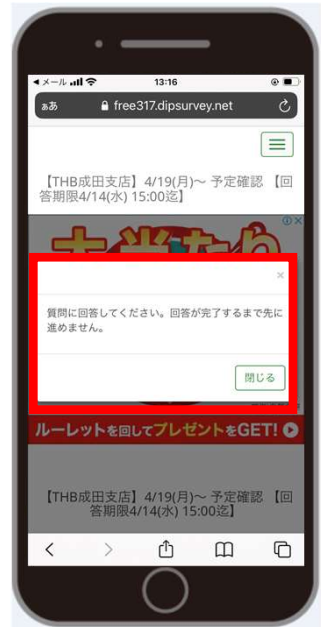 メール
13:16
ぁあ
free317.dipsurvey.net
【THB成田支店】4/19(月)～ 予定確認 【回
答期限4/14(水) 15:00迄】
大当たり
×
質問に回答してください。回答が完了するまで先に
進めません。
閉じる
ルーレットを回してプレゼントをGET!
【THB成田支店】4/19(月)～ 予定確認 【回
答期限4/14(水) 15:00迄】